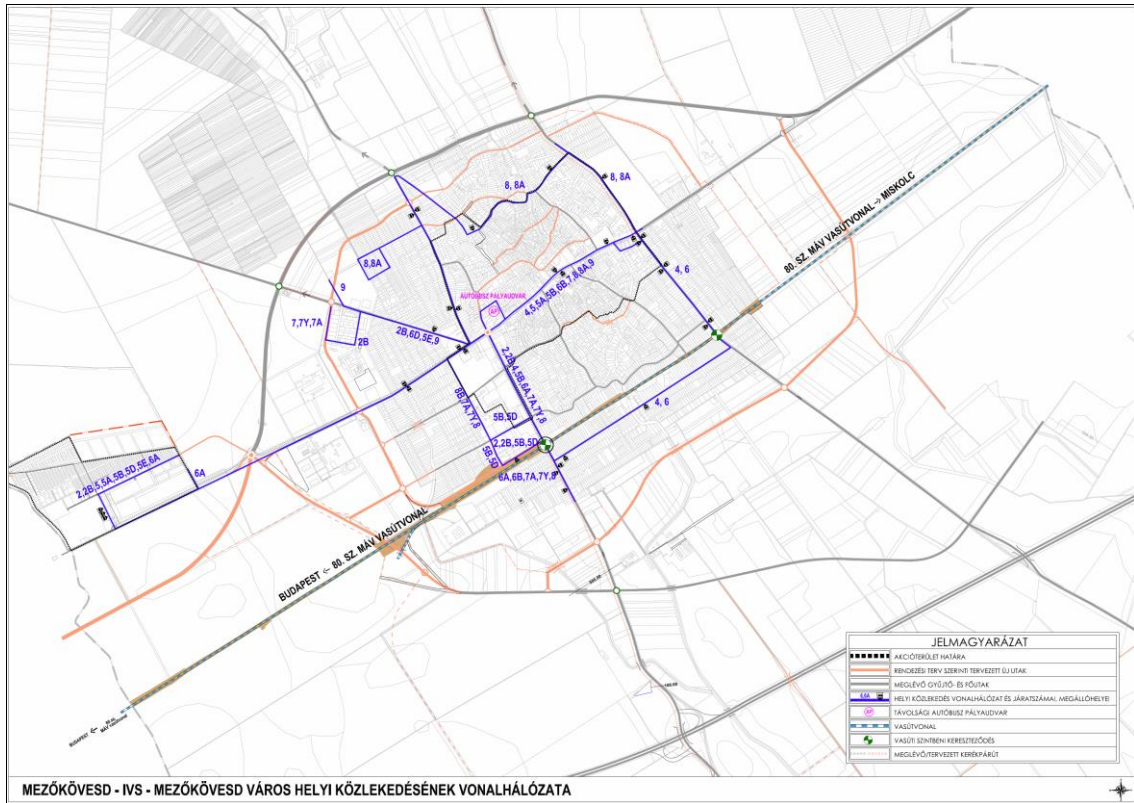 8, 8A
8, 8A
80. SZ. MÁV VASÚTVONAL -> MISKOLC
8,8A
9
AUTÓBUSZ PÁLYAUDVAR
AP
4,5,5A,5B,6B,7,8,8A,9
4, 6
7,7Y,7A
2B
2B,6D,5E,9
2,2B,4,5B,6A,7A,7Y,8
8B,7A,7Y,8
5B,5D
4, 6
2,2B,5B,5D
5B,5D
6A,6B,7A,7Y,8
2,2B,5,5A,5B,5D,5E,6A
6A
BUDAPEST <- 80. SZ. MÁV VASÚTVONAL
BUDAPEST <-
JELMAGYARÁZAT
AKCIÓTERÜLET HATÁRA
RENDEZÉSI TERV SZERINTI TERVEZETT ÚJ UTAK
MEGLÉVŐ GYŰJTŐ- ÉS FŐUTAK
6,6A HELYI KÖZLEKEDÉS VONALHÁLÓZAT ÉS JÁRATSZÁMAI, MEGÁLLÓHELYEI
AP TÁVOLSÁGI AUTÓBUSZ PÁLYAUDVAR
VASÚTVONAL
VASÚTI SZINTBENI KERESZTEZŐDÉS
MEGLÉVŐ/TERVEZETT KERÉKPÁRÚT
MEZŐKÖVESD - IVS - MEZŐKÖVESD VÁROS HELYI KÖZLEKEDÉSÉNEK VONALHÁLÓZATA